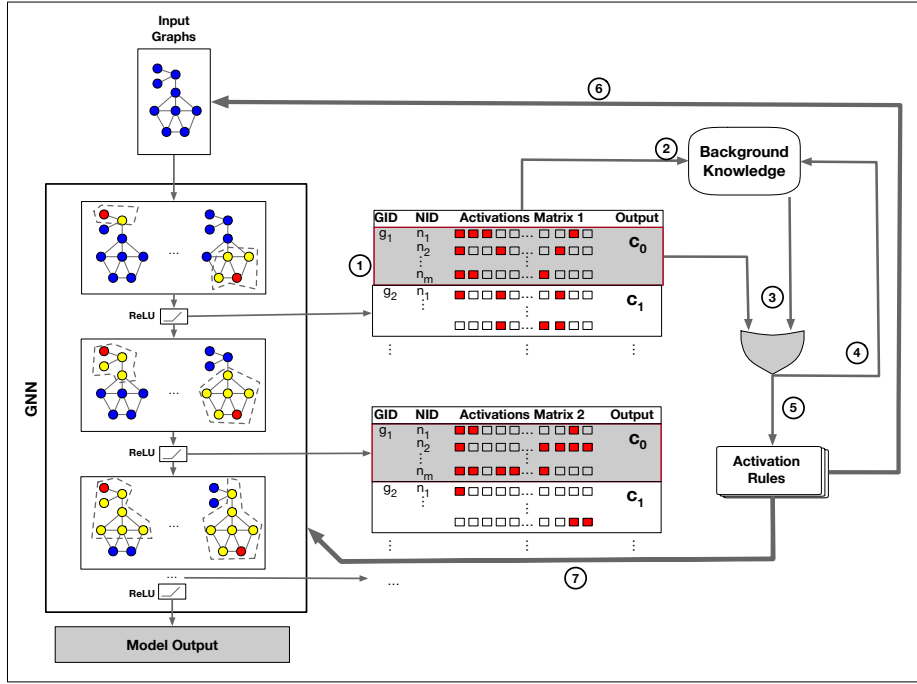 Input
Graphs
6
2
Background
Knowledge
GID NID Activations Matrix 1 Output
g1 n1 ...
n2 c0
1
⋮ ⋮
nm ...
g2 n1 ...
⋮ c1
...
⋮ ⋮ ⋮
3
4
5
...
ReLU
GNN
...
ReLU
GID NID Activations Matrix 2 Output
g1 n1 ...
n2 ... c0
⋮ ⋮
nm ...
g2 n1 ...
⋮ c1
...
⋮ ⋮ ⋮
Activation
Rules
...
7
...
...
ReLU
Model Output